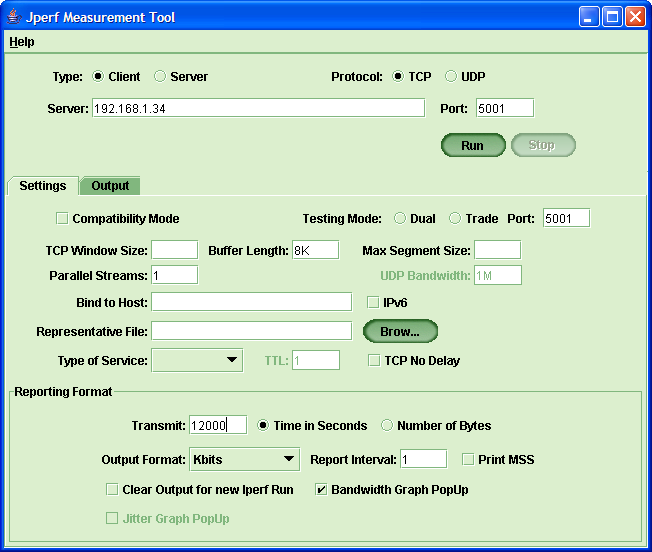 Jperf Measurement Tool
Help
Type: Client Server Protocol: TCP UDP
Server: 192.168.1.34 Port: 5001
Run Stop
Settings Output
Compatibility Mode Testing Mode: Dual Trade Port: 5001
TCP Window Size: Buffer Length: 8K Max Segment Size:
Parallel Streams: 1 UDP Bandwidth: 1M
Bind to Host: IPv6
Representative File: Brow...
Type of Service: TTL: 1 TCP No Delay
Reporting Format
Transmit: 12000 Time in Seconds Number of Bytes
Output Format: Kbits Report Interval: 1 Print MSS
Clear Output for new Iperf Run Bandwidth Graph PopUp
Jitter Graph PopUp